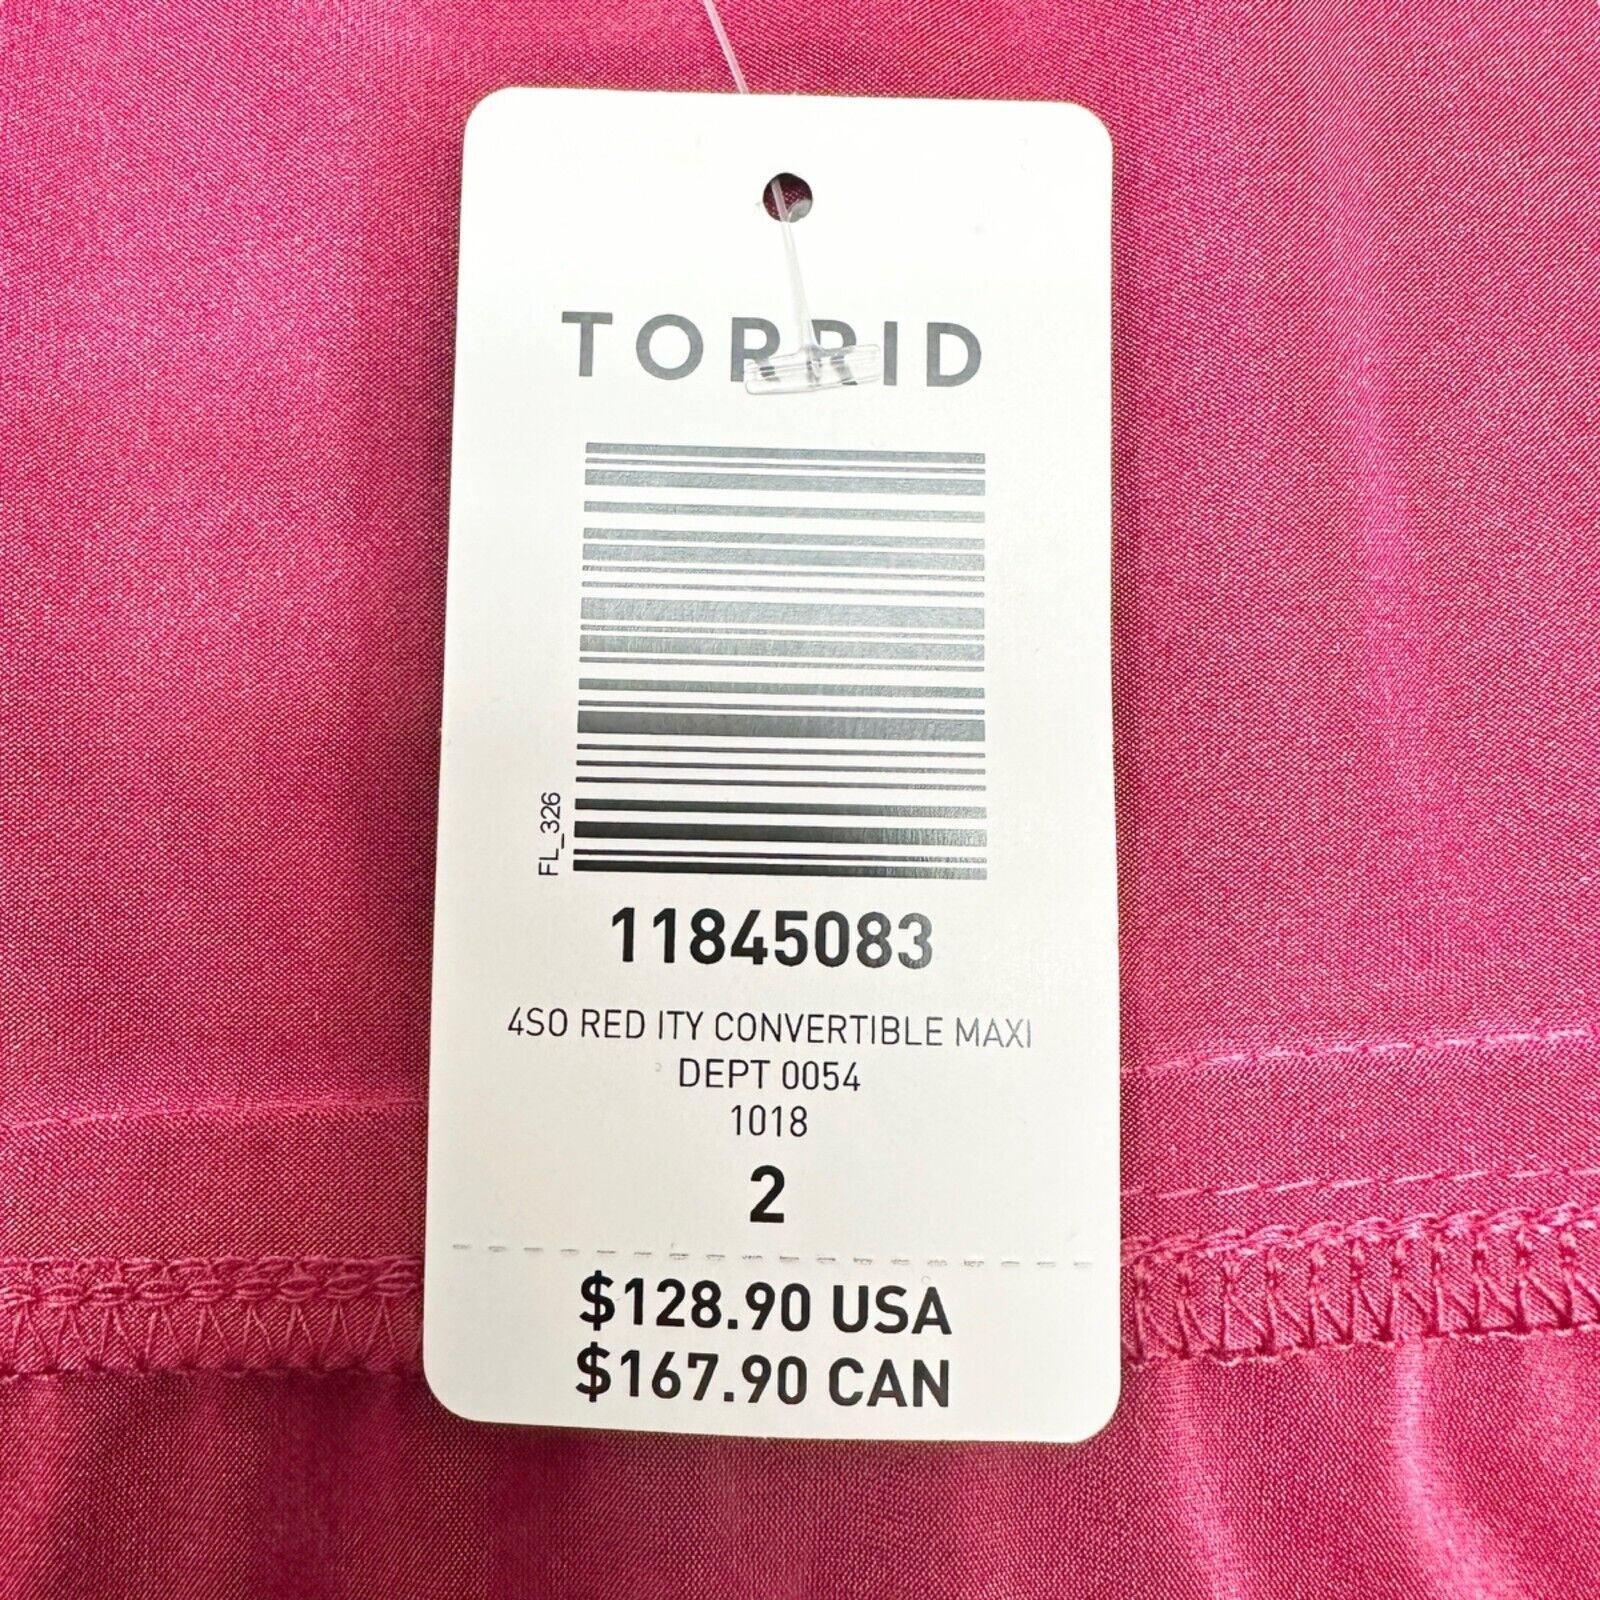 TORRID
FL_326
11845083
4SO RED ITY CONVERTIBLE MAXI
DEPT 0054
1018
2
$128.90 USA
$167.90 CAN